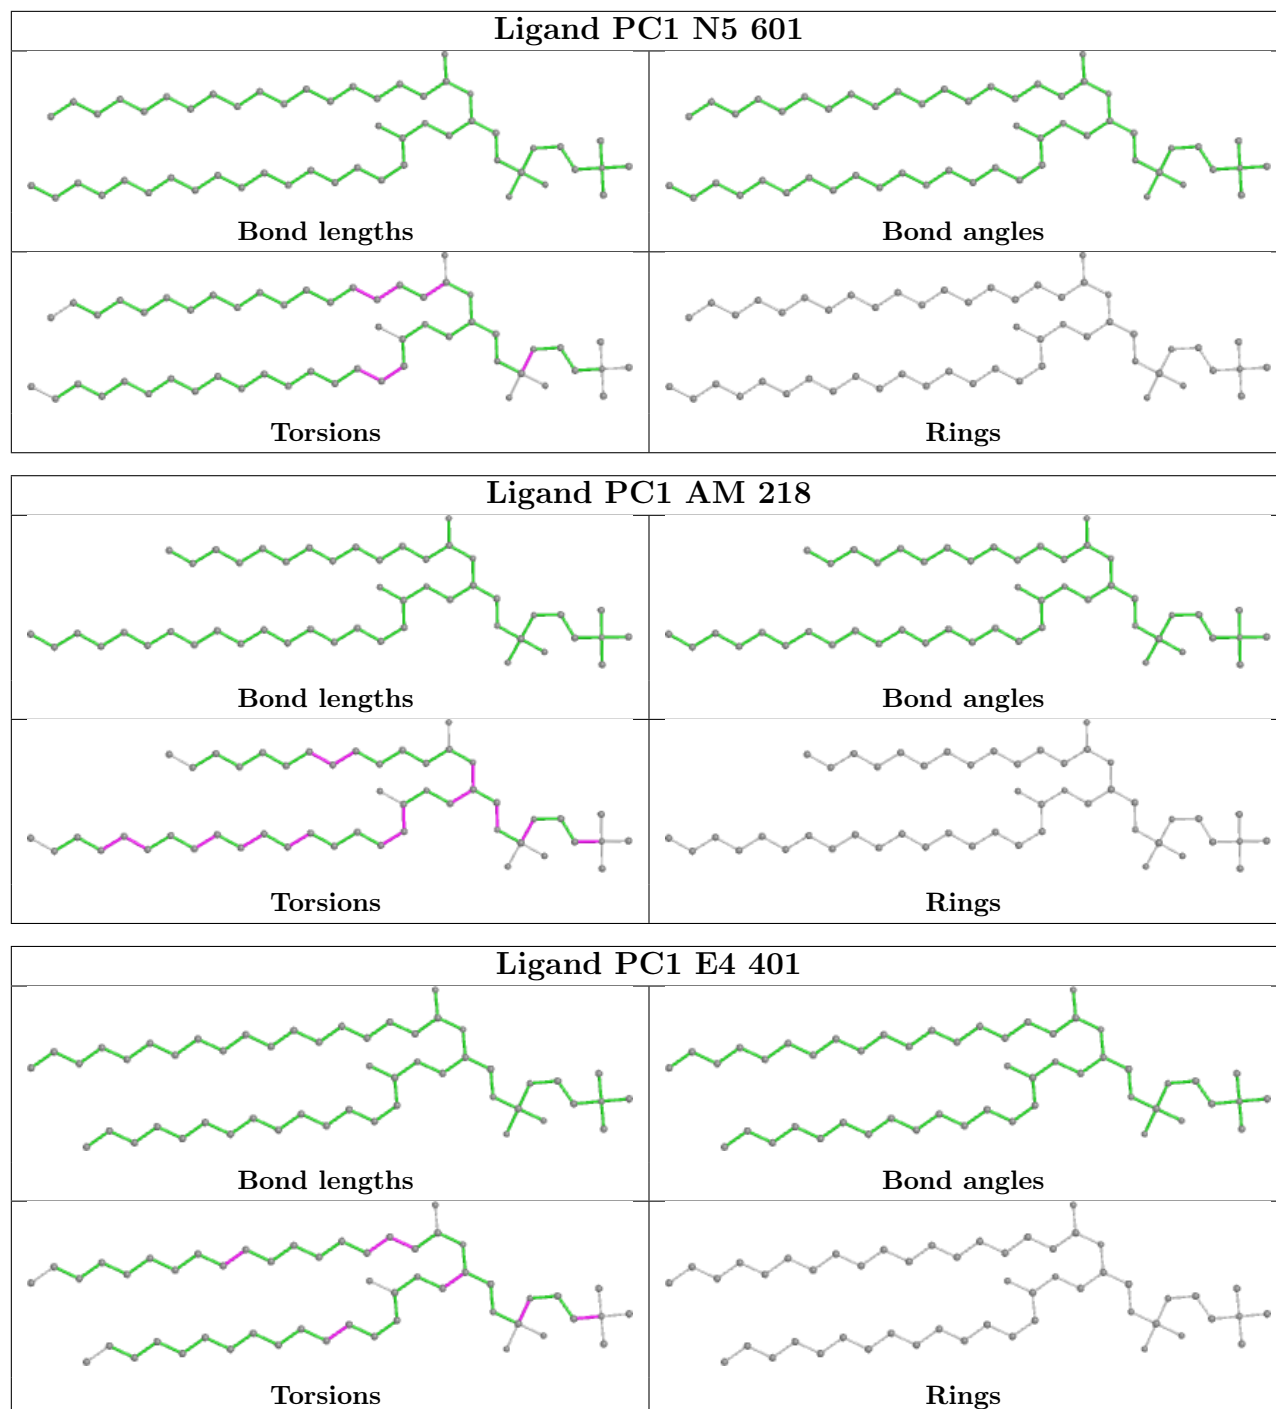 Ligand PC1 N5 601
Bond lengths
Bond angles
Torsions
Rings
Ligand PC1 AM 218
Bond lengths
Bond angles
Torsions
Rings
Ligand PC1 E4 401
Bond lengths
Bond angles
Torsions
Rings